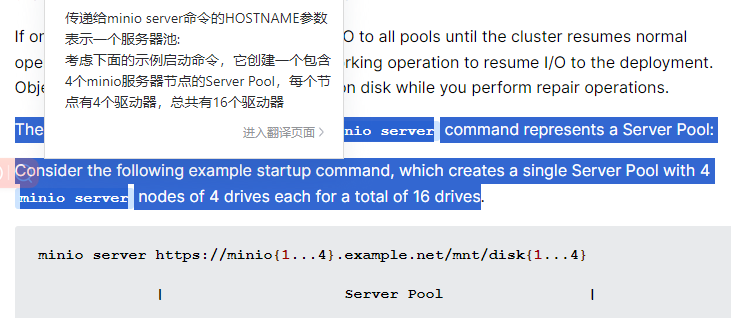 传递给minio server命令的HOSTNAME参数
表示一个服务器池:
考虑下面的示例启动命令，它创建一个包含
4个minio服务器节点的Server Pool，每个节
点有4个驱动器，总共有16个驱动器
进入翻译页面 >
If or
O to all pools until the cluster resumes normal
ope
rking operation to resume I/O to the deployment.
Obje
on disk while you perform repair operations.
The
nio server command represents a Server Pool:
Consider the following example startup command, which creates a single Server Pool with 4
minio server nodes of 4 drives each for a total of 16 drives.
minio server https://minio{1...4}.example.net/mnt/disk{1...4}
| Server Pool |